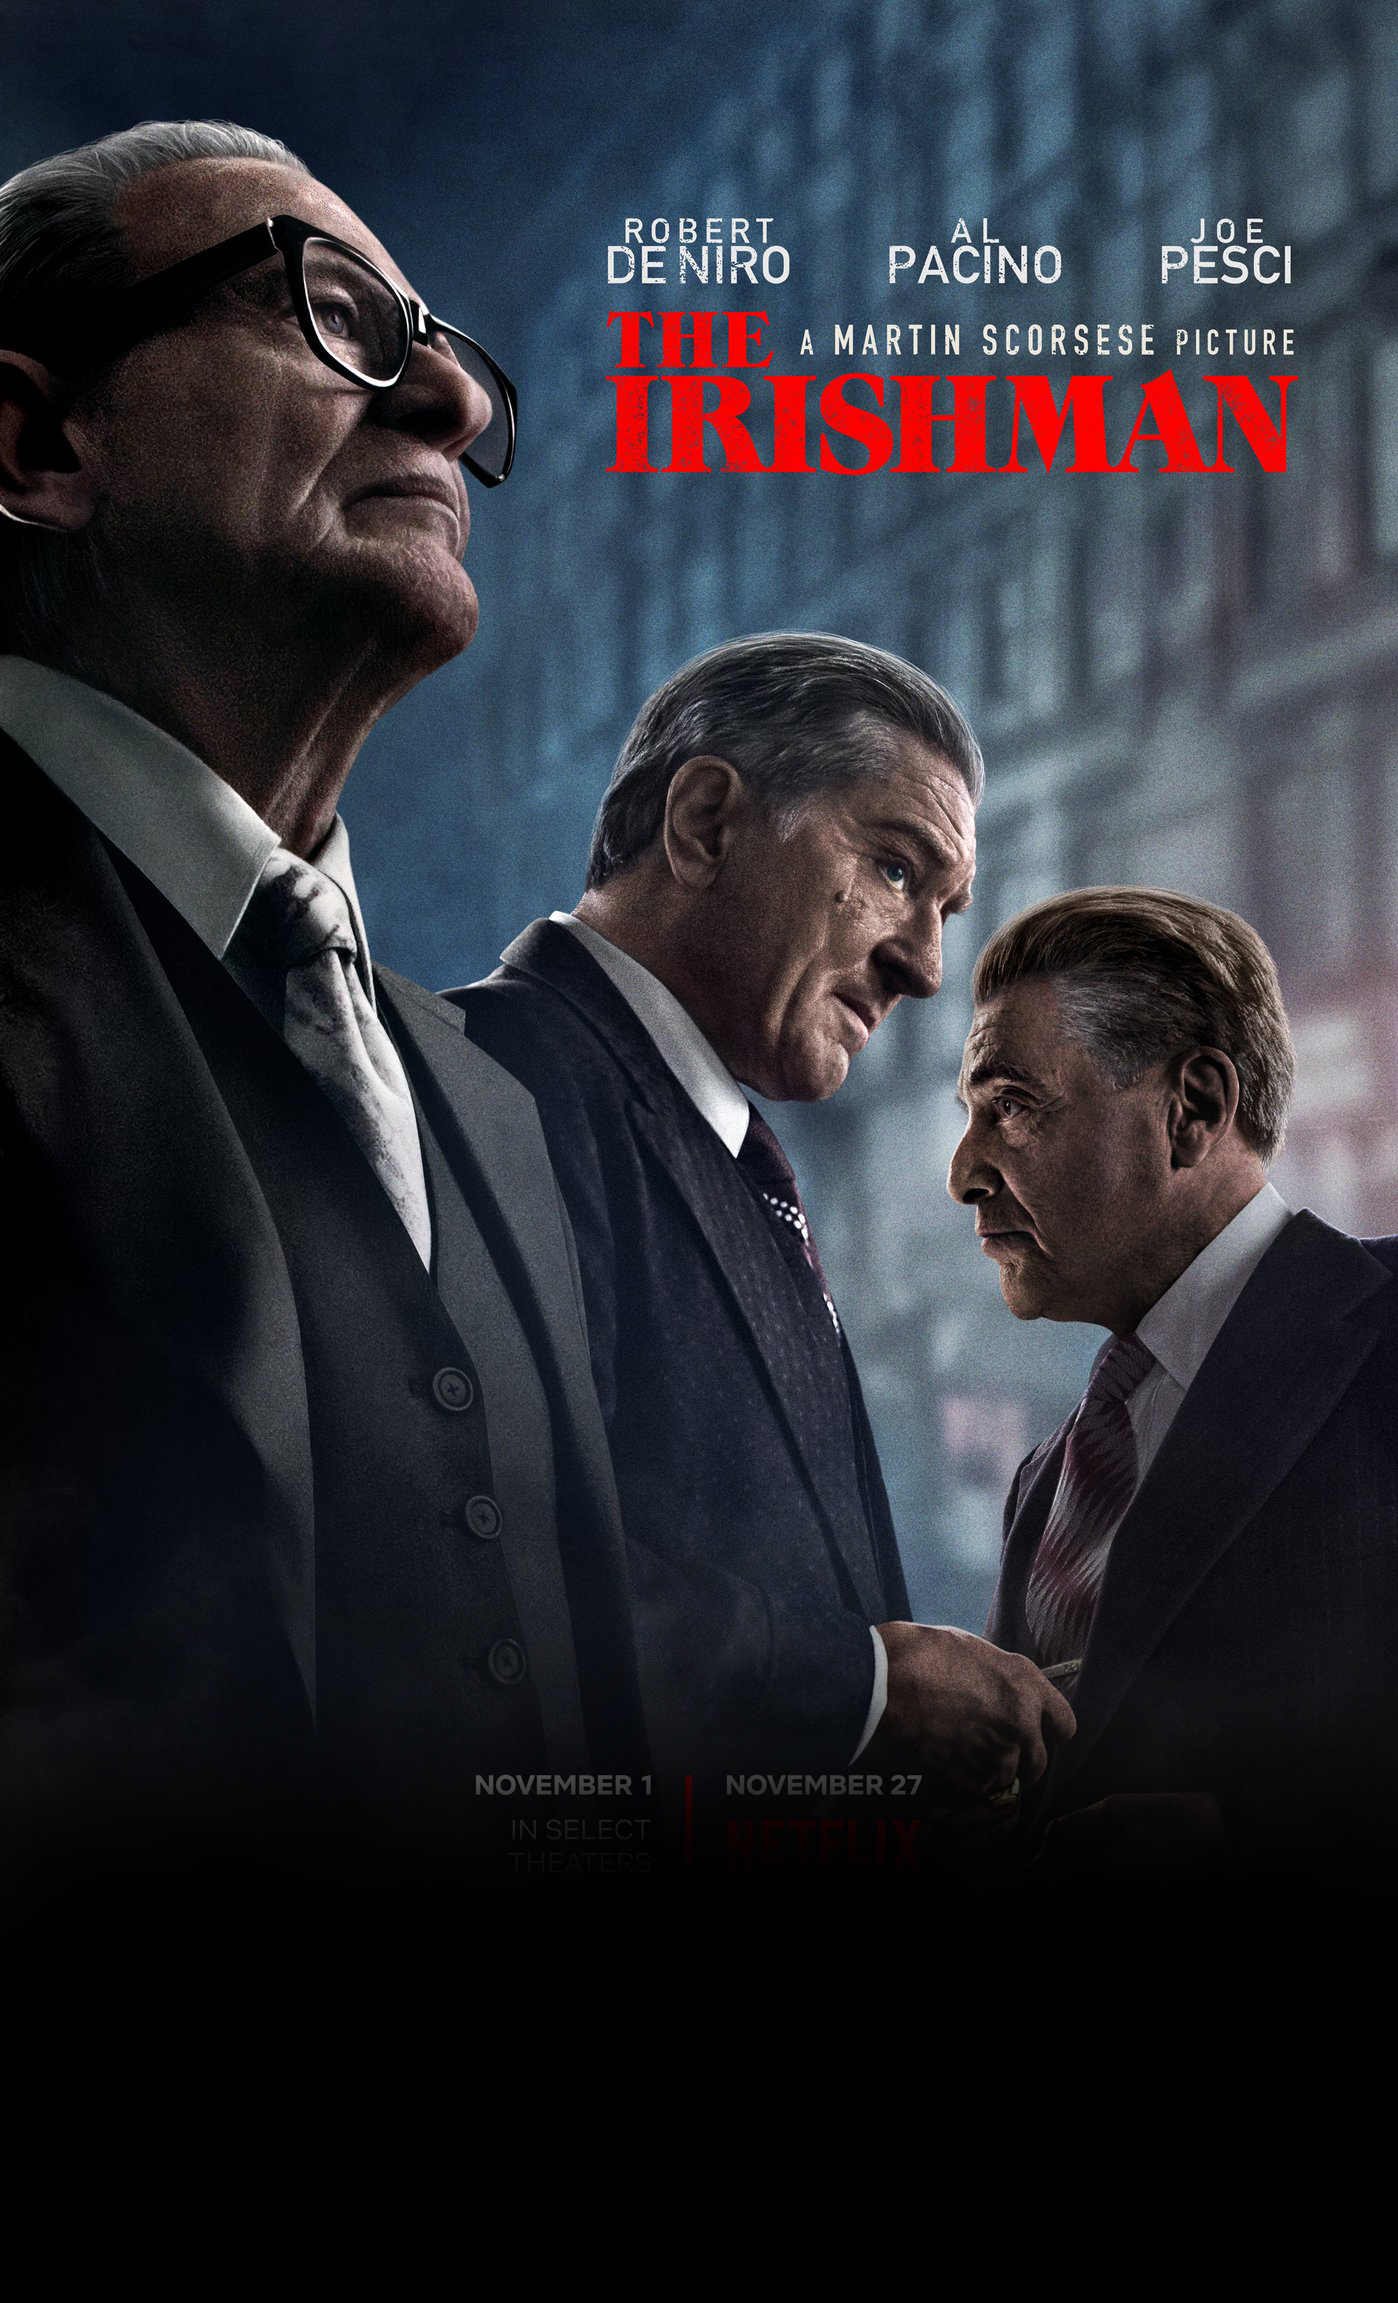 ROBERT DE NIRO
AL PACINO
JOE PESCI
THE
A MARTIN SCORSESE PICTURE
IRISHMAN
NOVEMBER 1
IN SELECT
THEATERS
NOVEMBER 27
NETFLIX